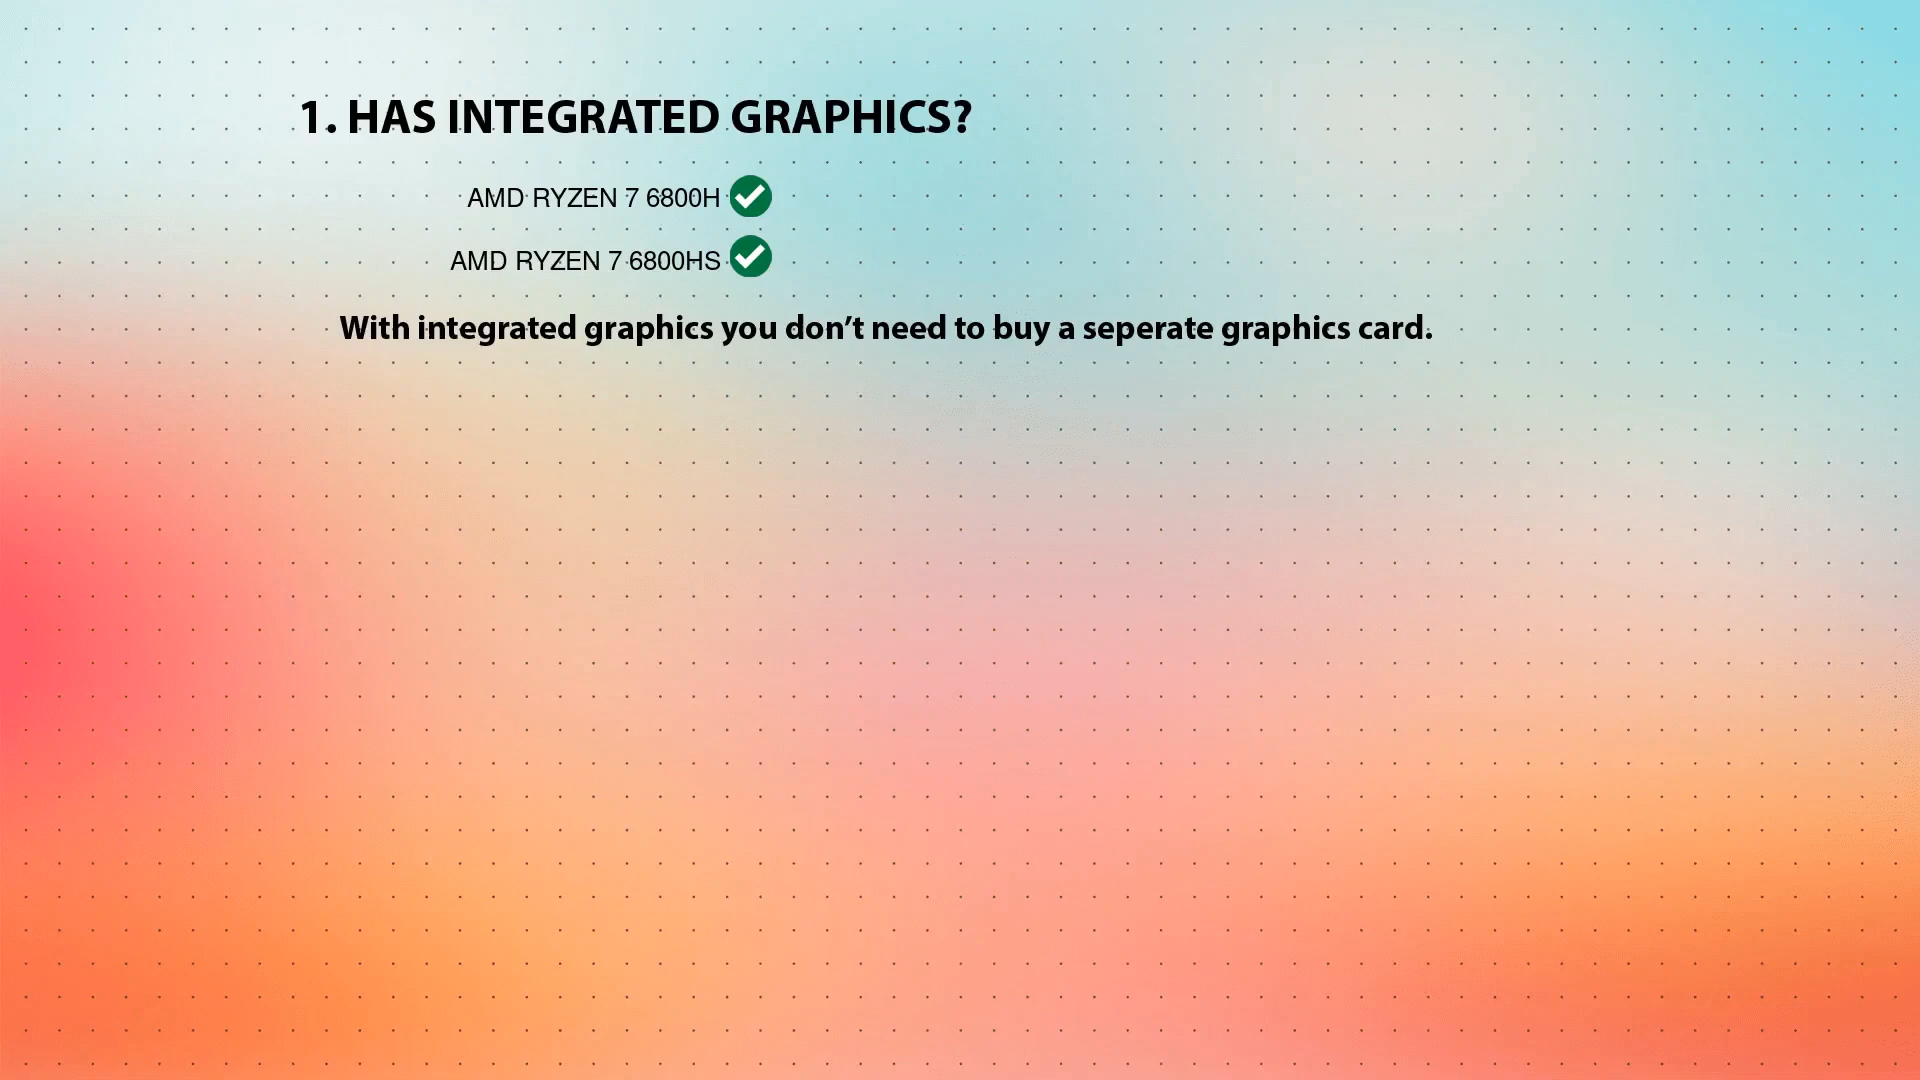 1. HAS INTEGRATED GRAPHICS?
AMD RYZEN 7 6800H
AMD RYZEN 7 6800HS
With integrated graphics you don’t need to buy a seperate graphics card.